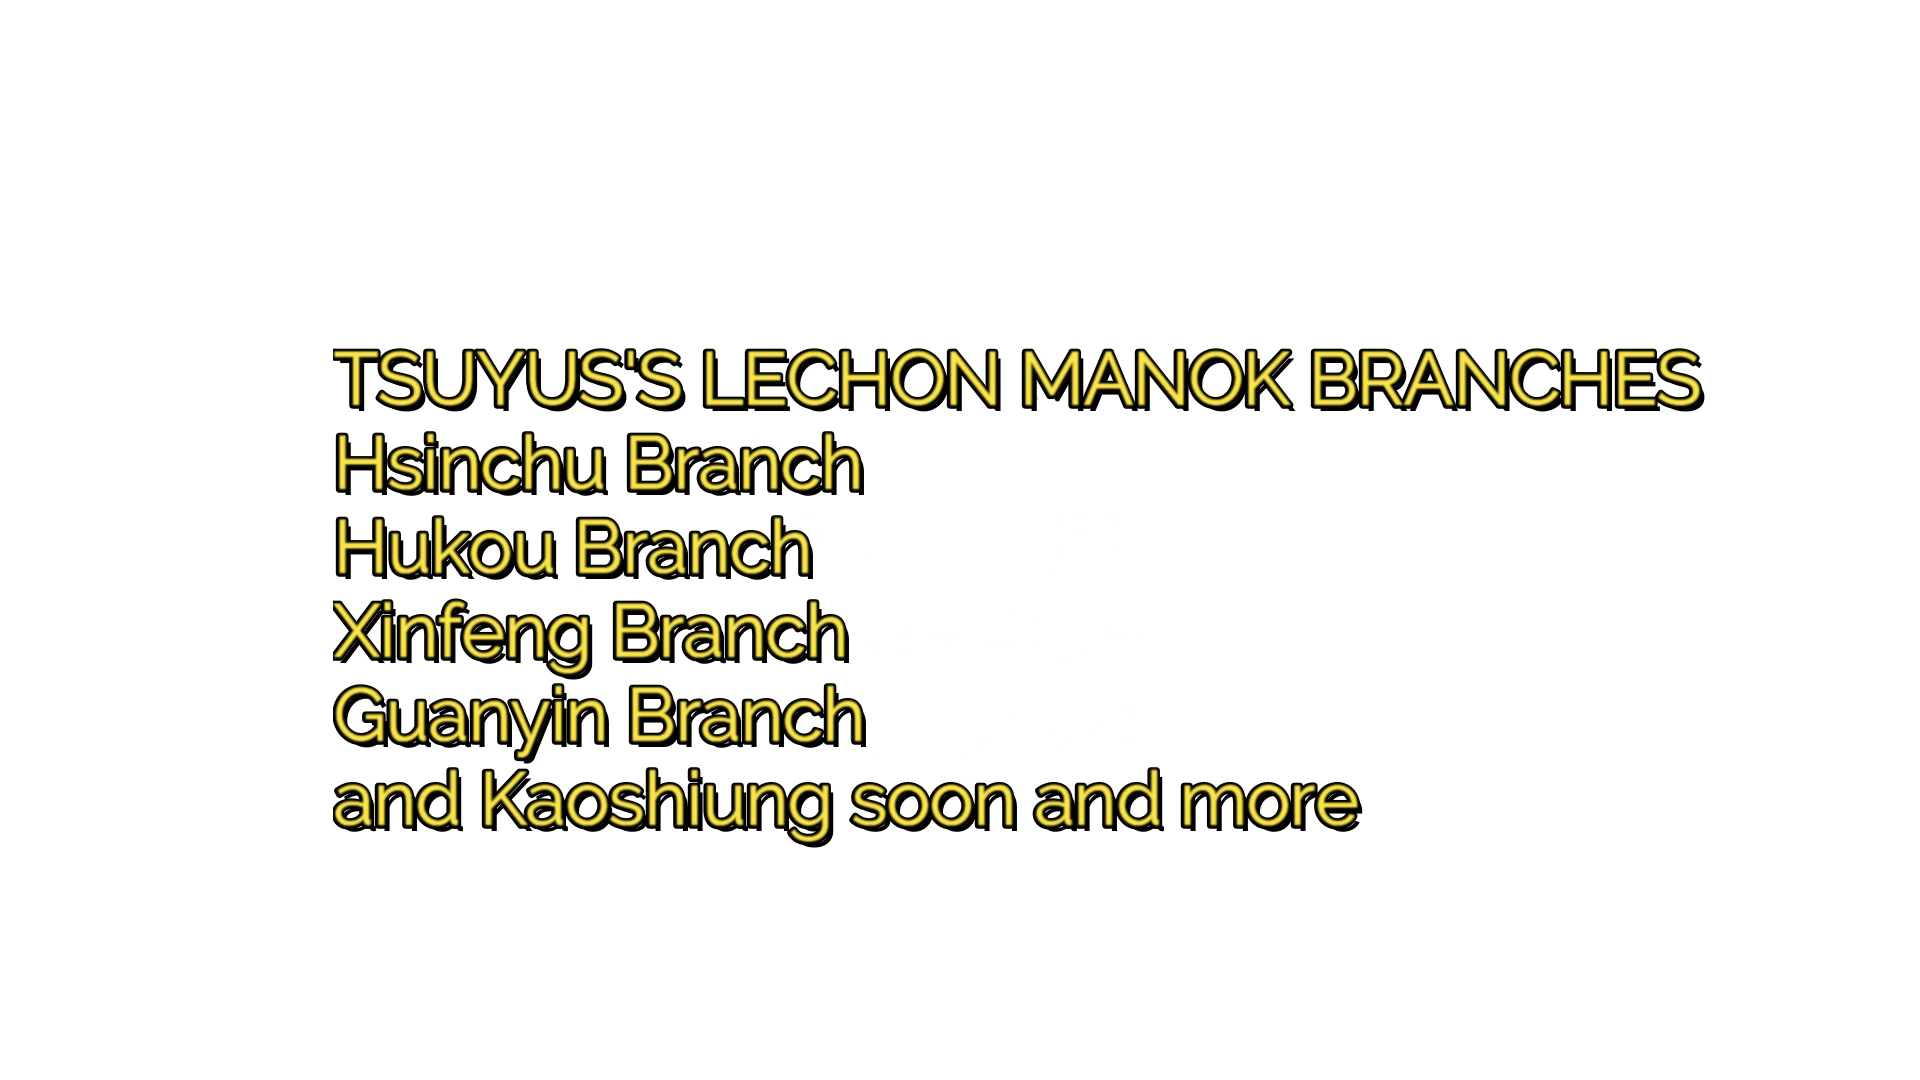 TSUYUS'S LECHON MANOK BRANCHES
Hsinchu Branch
Hukou Branch
Xinfeng Branch
Guanyin Branch
and Kaoshiung soon and more